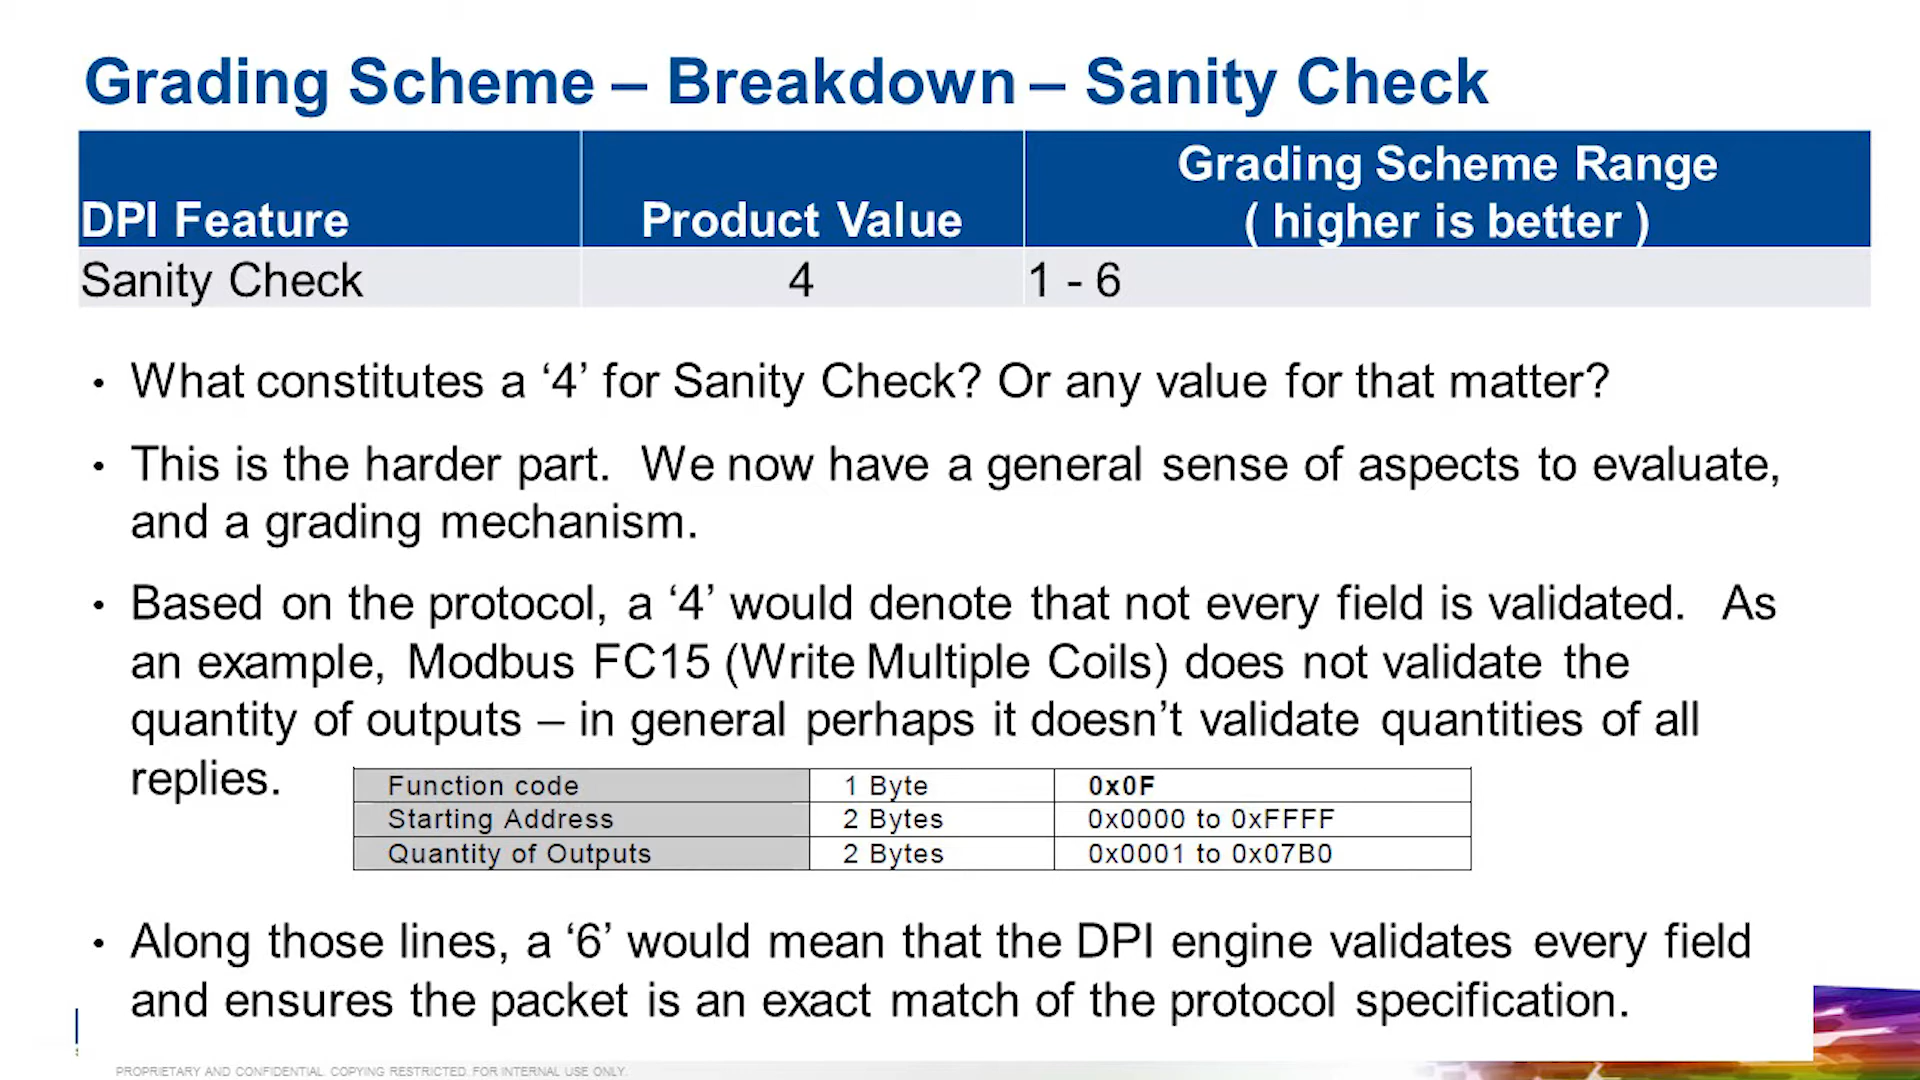 Grading Scheme – Breakdown – Sanity Check
DPI Feature Product Value Grading Scheme Range
( higher is better )
Sanity Check 4 1 - 6
• What constitutes a ‘4’ for Sanity Check? Or any value for that matter?
• This is the harder part. We now have a general sense of aspects to evaluate,
and a grading mechanism.
• Based on the protocol, a ‘4’ would denote that not every field is validated. As
an example, Modbus FC15 (Write Multiple Coils) does not validate the
quantity of outputs – in general perhaps it doesn’t validate quantities of all
replies.
Function code 1 Byte 0x0F
Starting Address 2 Bytes 0x0000 to 0xFFFF
Quantity of Outputs 2 Bytes 0x0001 to 0x07B0
• Along those lines, a ‘6’ would mean that the DPI engine validates every field
and ensures the packet is an exact match of the protocol specification.
PROPRIETARY AND CONFIDENTIAL. COPYING RESTRICTED. FOR INTERNAL USE ONLY.